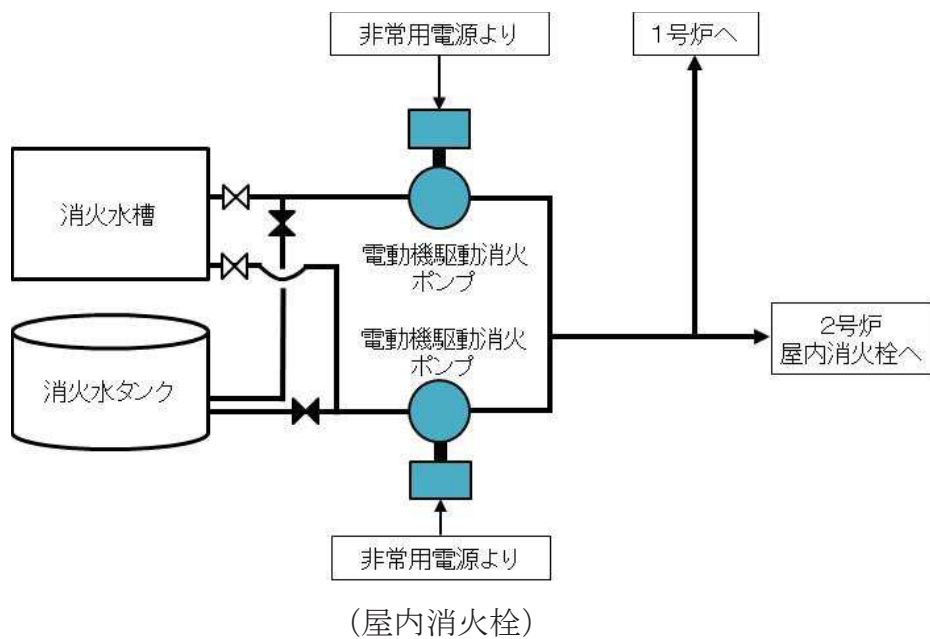 非常用電源より
1号炉へ
消火水槽
電動機駆動消火
ポンプ
電動機駆動消火
ポンプ
2号炉
屋内消火栓へ
消火水タンク
非常用電源より
(屋内消火栓)